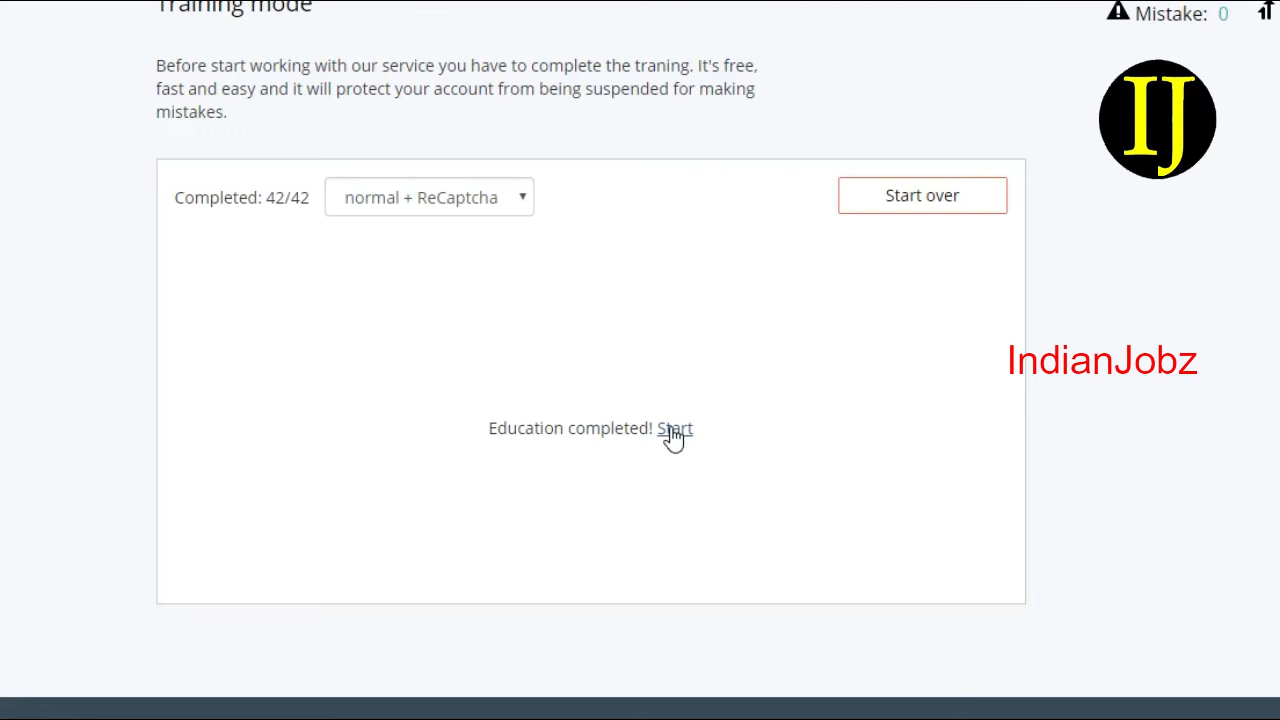 Training mode
Mistake: 0
Before start working with our service you have to complete the traning. It's free,
fast and easy and it will protect your account from being suspended for making
mistakes.
IJ
Completed: 42/42 normal + ReCaptcha Start over
IndianJobz
Education completed! Start